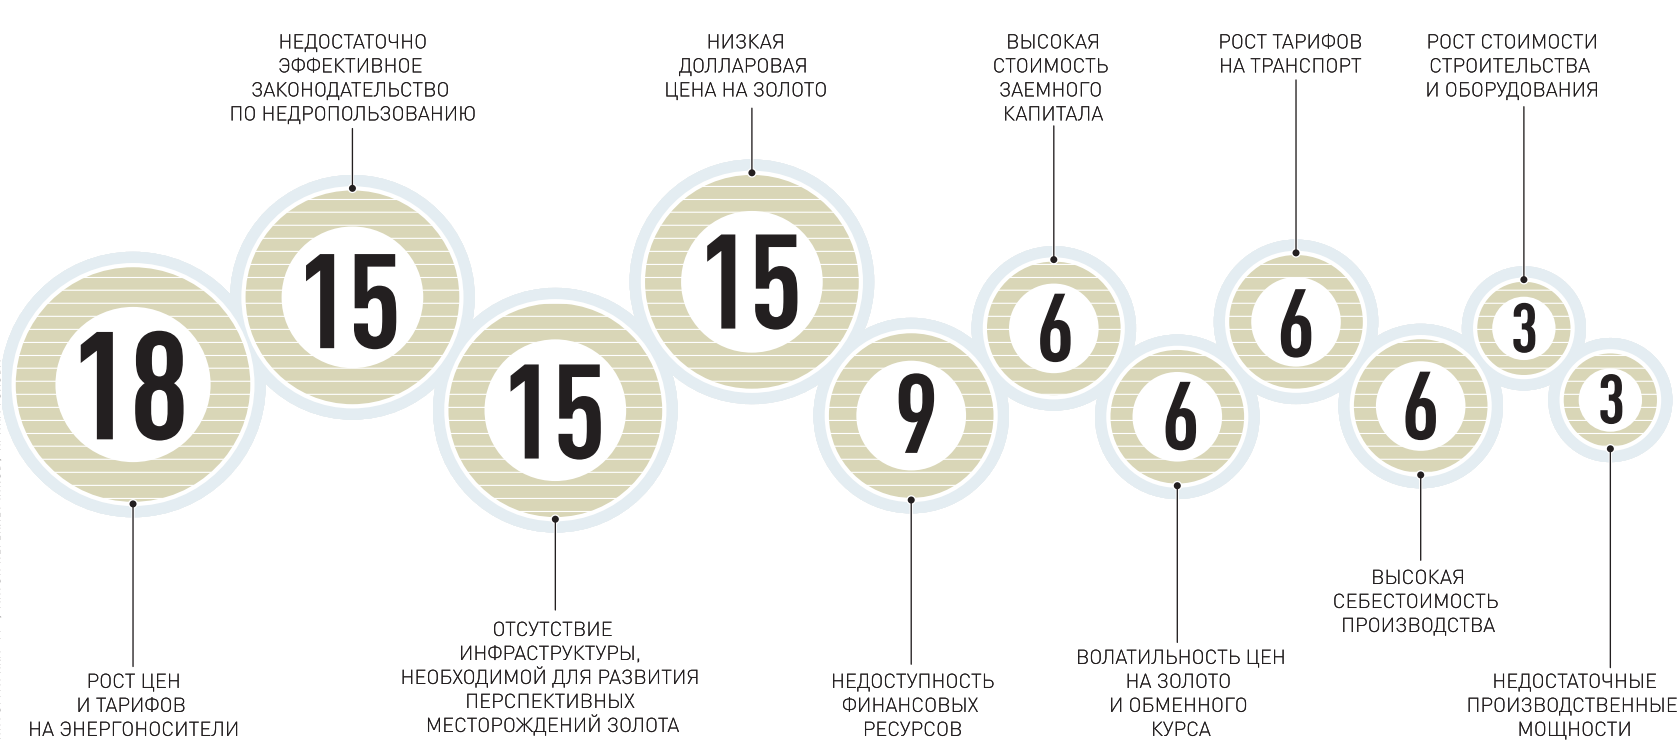 НЕДОСТАТОЧНО
ЭФФЕКТИВНОЕ
ЗАКОНОДАТЕЛЬСТВО
ПО НЕДРОПОЛЬЗОВАНИЮ
НИЗКАЯ
ДОЛЛАРОВАЯ
ЦЕНА НА ЗОЛОТО
ВЫСОКАЯ
СТОИМОСТЬ
ЗАЕМНОГО
КАПИТАЛА
РОСТ ТАРИФОВ
НА ТРАНСПОРТ
РОСТ СТОИМОСТИ
СТРОИТЕЛЬСТВА
И ОБОРУДОВАНИЯ
18
15
15
15
9
6
6
6
6
3
3
РОСТ ЦЕН
И ТАРИФОВ
НА ЭНЕРГОНОСИТЕЛИ
ОТСУТСТВИЕ
ИНФРАСТРУКТУРЫ,
НЕОБХОДИМОЙ ДЛЯ РАЗВИТИЯ
ПЕРСПЕКТИВНЫХ
МЕСТОРОЖДЕНИЙ ЗОЛОТА
НЕДОСТУПНОСТЬ
ФИНАНСОВЫХ
РЕСУРСОВ
ВОЛАТИЛЬНОСТЬ ЦЕН
НА ЗОЛОТО
И ОБМЕННОГО
КУРСА
ВЫСОКАЯ
СЕБЕСТОИМОСТЬ
ПРОИЗВОДСТВА
НЕДОСТАТОЧНЫЕ
ПРОИЗВОДСТВЕННЫЕ
МОЩНОСТИ